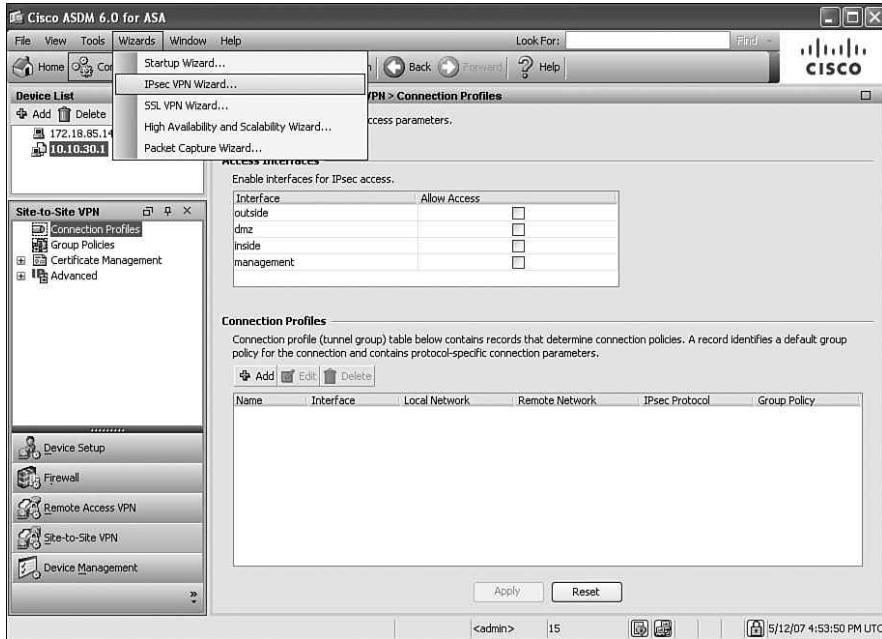 Cisco ASDM 6.0 for ASA
File View Tools Wizards Window Help Look For: Find
Home Back Forward Help
CISCO
Startup Wizard...
IPsec VPN Wizard...
SSL VPN Wizard...
High Availability and Scalability Wizard...
Packet Capture Wizard...
Device List
Add Delete
172.18.85.14
10.10.30.1
> Connection Profiles
parameters.
Access Interfaces
Enable interfaces for IPsec access.
Interface Allow Access
outside
dmz
inside
management
Site-to-Site VPN
Connection Profiles
Group Policies
Certificate Management
Advanced
Connection Profiles
Connection profile (tunnel group) table below contains records that determine connection policies. A record identifies a default group
policy for the connection and contains protocol-specific connection parameters.
Add Edit Delete
Name Interface Local Network Remote Network IPsec Protocol Group Policy
Device Setup
Firewall
Remote Access VPN
Site-to-Site VPN
Device Management
Apply Reset
<admin> 15 5/12/07 4:53:50 PM UTC